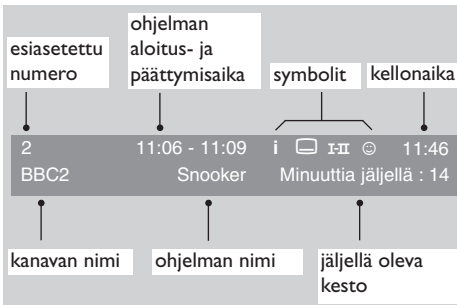 esiasetettu
numero
ohjelman
aloitus- ja
päättymisaika
symbolit
kellonaika
2 11:06 - 11:09 i I-II ☺ 11:46
BBC2 Snooker Minuuttia jäljellä : 14
kanavan nimi
ohjelman nimi
jäljellä oleva
kesto